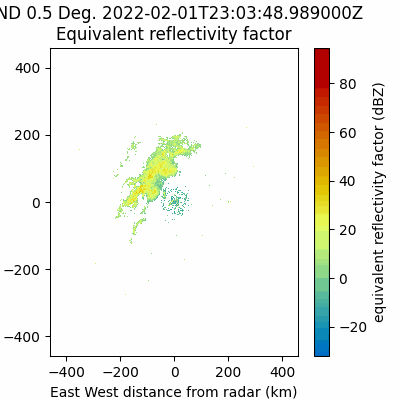 ND 0.5 Deg. 2022-02-01T23:03:48.989000Z
Equivalent reflectivity factor
400
200
0
−200
−400
−400 −200 0 200 400
East West distance from radar (km)
80
60
40
20
0
−20
equivalent reflectivity factor (dBZ)